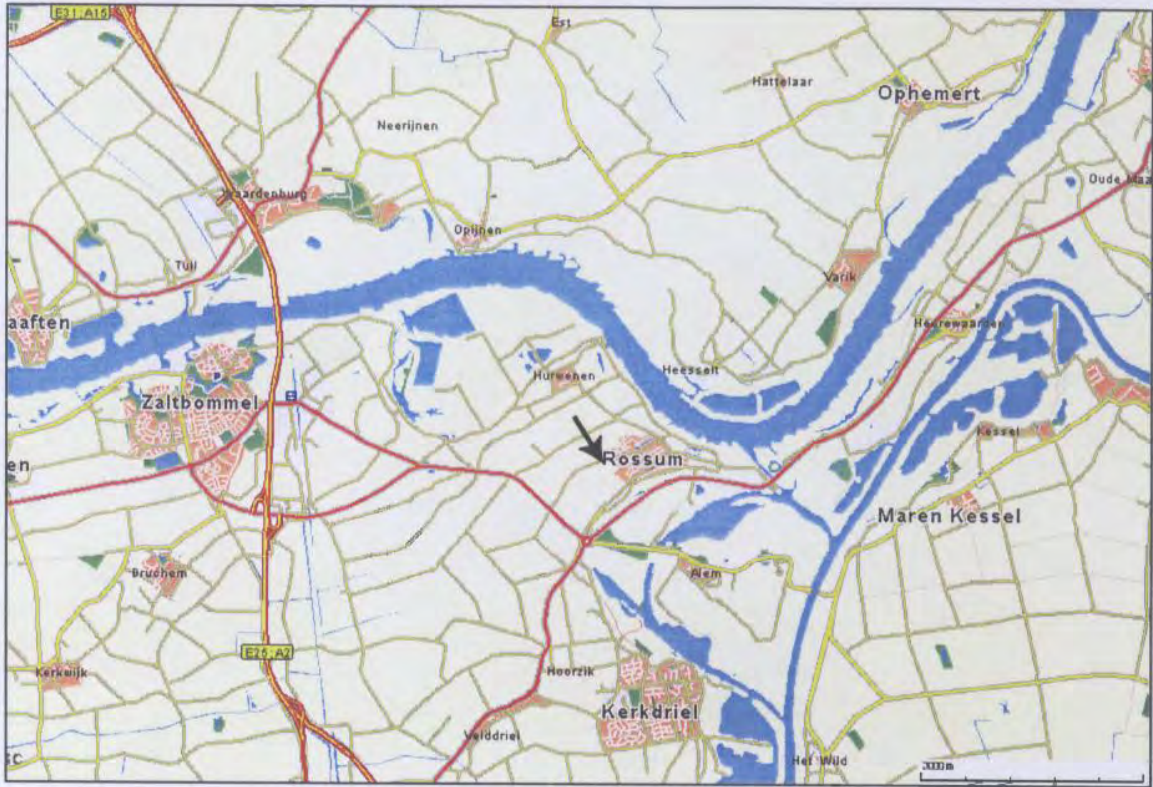 E31;A15
Est
Hattelaar
Ophemert
Neerijnen
Oude Maa
Waardenburg
Opijnen
Tuil
Varik
aaften
Heerewaarden
Heesselt
Hurwenen
Zaltbommel
Kessel
Rossum
en
Maren Kessel
Bruchem
Alem
E25;A2
Kerkwijk
Hoorzik
Kerkdriel
Velddriel
Het Wild